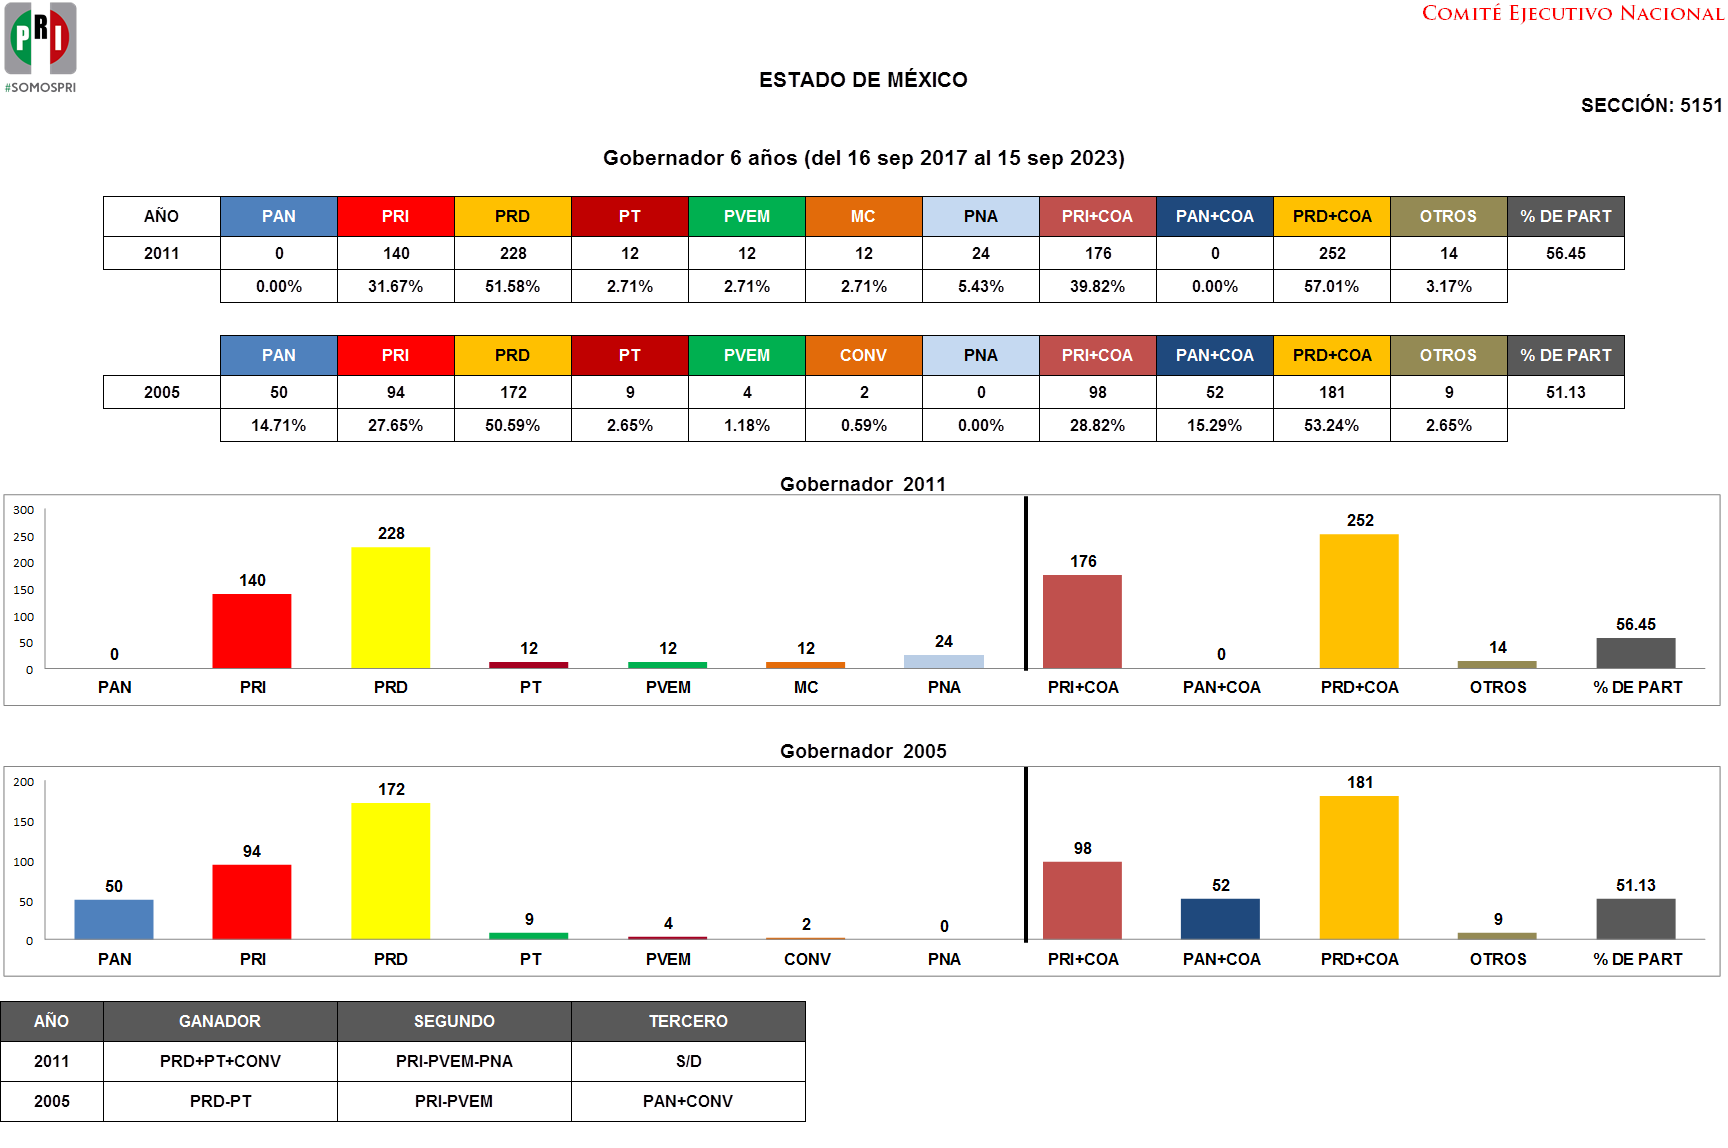 PRI
#SOMOSPRI
COMITÉ EJECUTIVO NACIONAL
ESTADO DE MÉXICO
SECCIÓN: 5151
Gobernador 6 años (del 16 sep 2017 al 15 sep 2023)
AÑO PAN PRI PRD PT PVEM MC PNA PRI+COA PAN+COA PRD+COA OTROS % DE PART
2011 0 140 228 12 12 12 24 176 0 252 14 56.45
0.00% 31.67% 51.58% 2.71% 2.71% 2.71% 5.43% 39.82% 0.00% 57.01% 3.17%
PAN PRI PRD PT PVEM CONV PNA PRI+COA PAN+COA PRD+COA OTROS % DE PART
2005 50 94 172 9 4 2 0 98 52 181 9 51.13
14.71% 27.65% 50.59% 2.65% 1.18% 0.59% 0.00% 28.82% 15.29% 53.24% 2.65%
Gobernador 2011
300
250
200
150
100
50
0
0 140 228 12 12 12 24 176 0 252 14 56.45
PAN PRI PRD PT PVEM MC PNA PRI+COA PAN+COA PRD+COA OTROS % DE PART
Gobernador 2005
200
150
100
50
0
50 94 172 9 4 2 0 98 52 181 9 51.13
PAN PRI PRD PT PVEM CONV PNA PRI+COA PAN+COA PRD+COA OTROS % DE PART
AÑO GANADOR SEGUNDO TERCERO
2011 PRD+PT+CONV PRI-PVEM-PNA S/D
2005 PRD-PT PRI-PVEM PAN+CONV